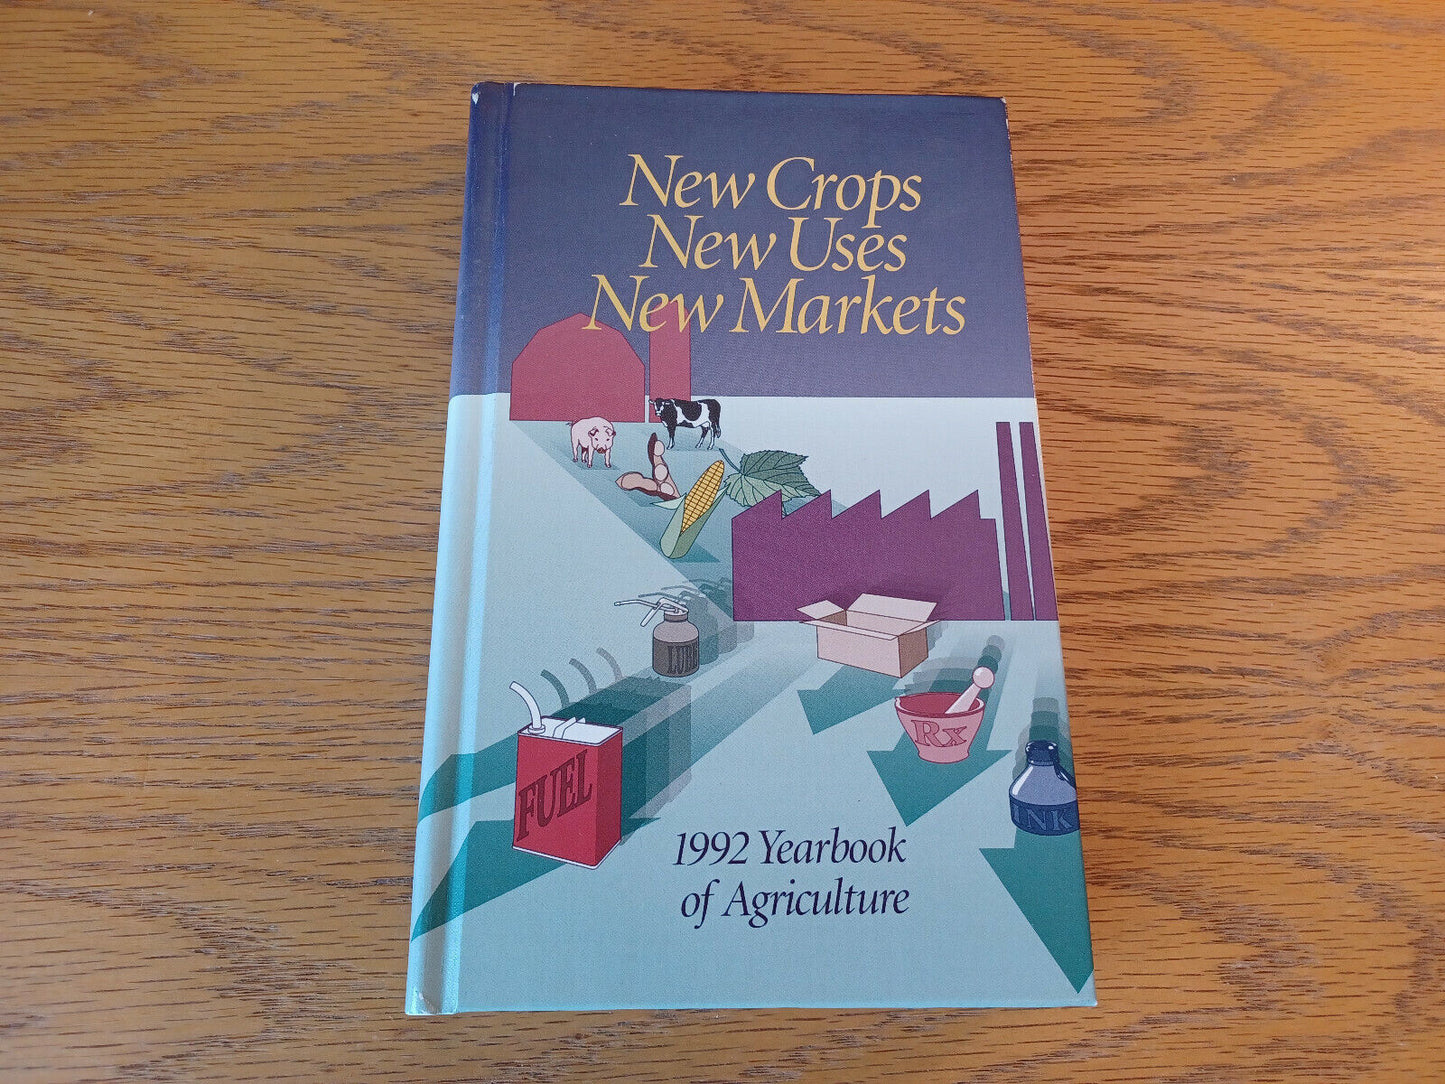 New Crops
New Uses
New Markets
LUBE
Rx
FUEL
INK
1992 Yearbook
of Agriculture